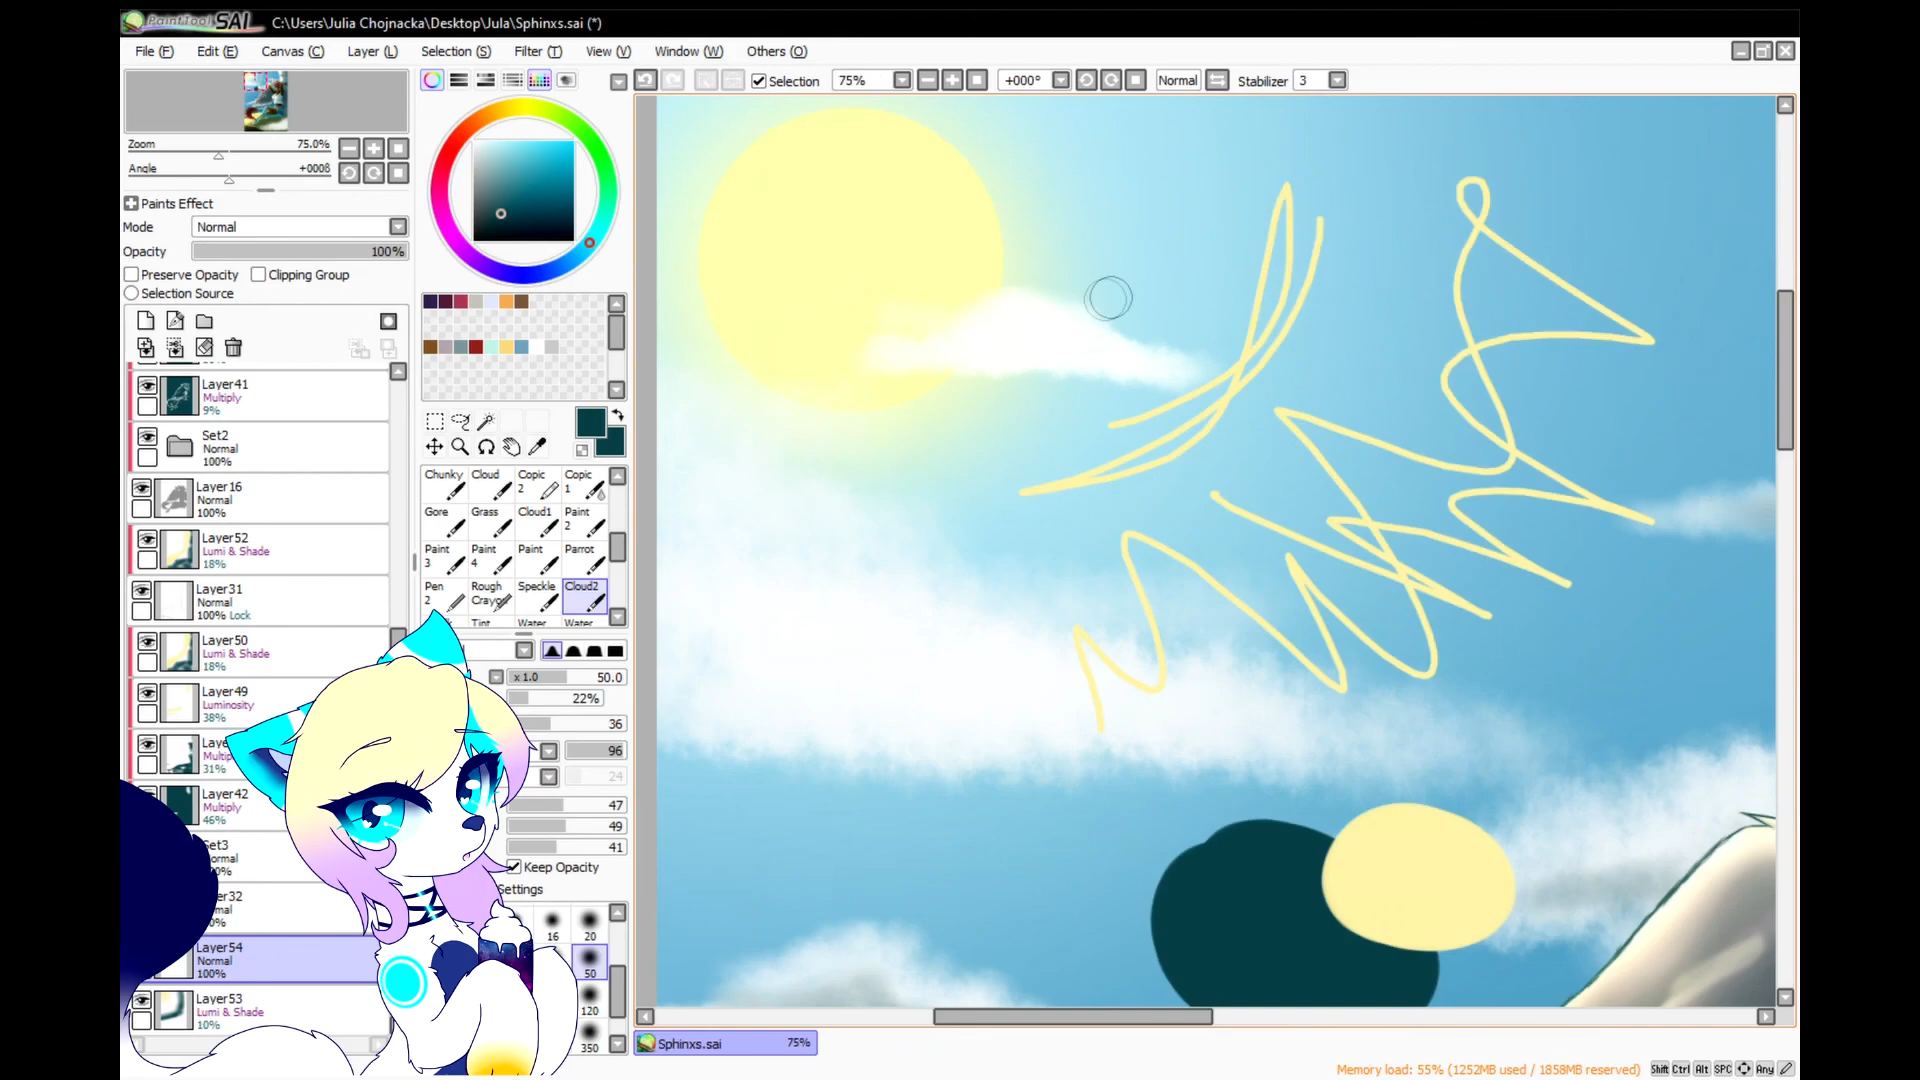 PaintTool SAI C:\Users\Julia Chojnacka\Desktop\Jula\Sphinxs.sai (*)
File (F) Edit (E) Canvas (C) Layer (L) Selection (S) Filter (T) View (V) Window (W) Others (O)
Selection 75% +000° Normal Stabilizer 3
Zoom 75.0%
Angle +000ß
Paints Effect
Mode Normal
Opacity 100%
Preserve Opacity Clipping Group
Selection Source
Layer41
Multiply
9%
Set2
Normal
100%
Layer16
Normal
100%
Layer52
Lumi & Shade
18%
Layer31
Normal
100% Lock
Layer50
Lumi & Shade
18%
Layer49
Luminosity
38%
31%
Layer42
Multiply
46%
Layer54
Normal
100%
Layer53
Lumi & Shade
10%
Chunky Cloud Copic 2 Copic 1
Gore Grass Cloud1 Paint 2
Paint 3 Paint 4 Paint Parrot
Pen 2 Rough Crayon Speckle Cloud2
Tint Water Water
x 1.0 50.0
22%
36
96
24
47
49
41
Keep Opacity
Settings
16 20
50
120
350
Sphinxs.sai 75%
Memory load: 55% (1252MB used / 1858MB reserved) Shift Ctrl Alt SPC Any